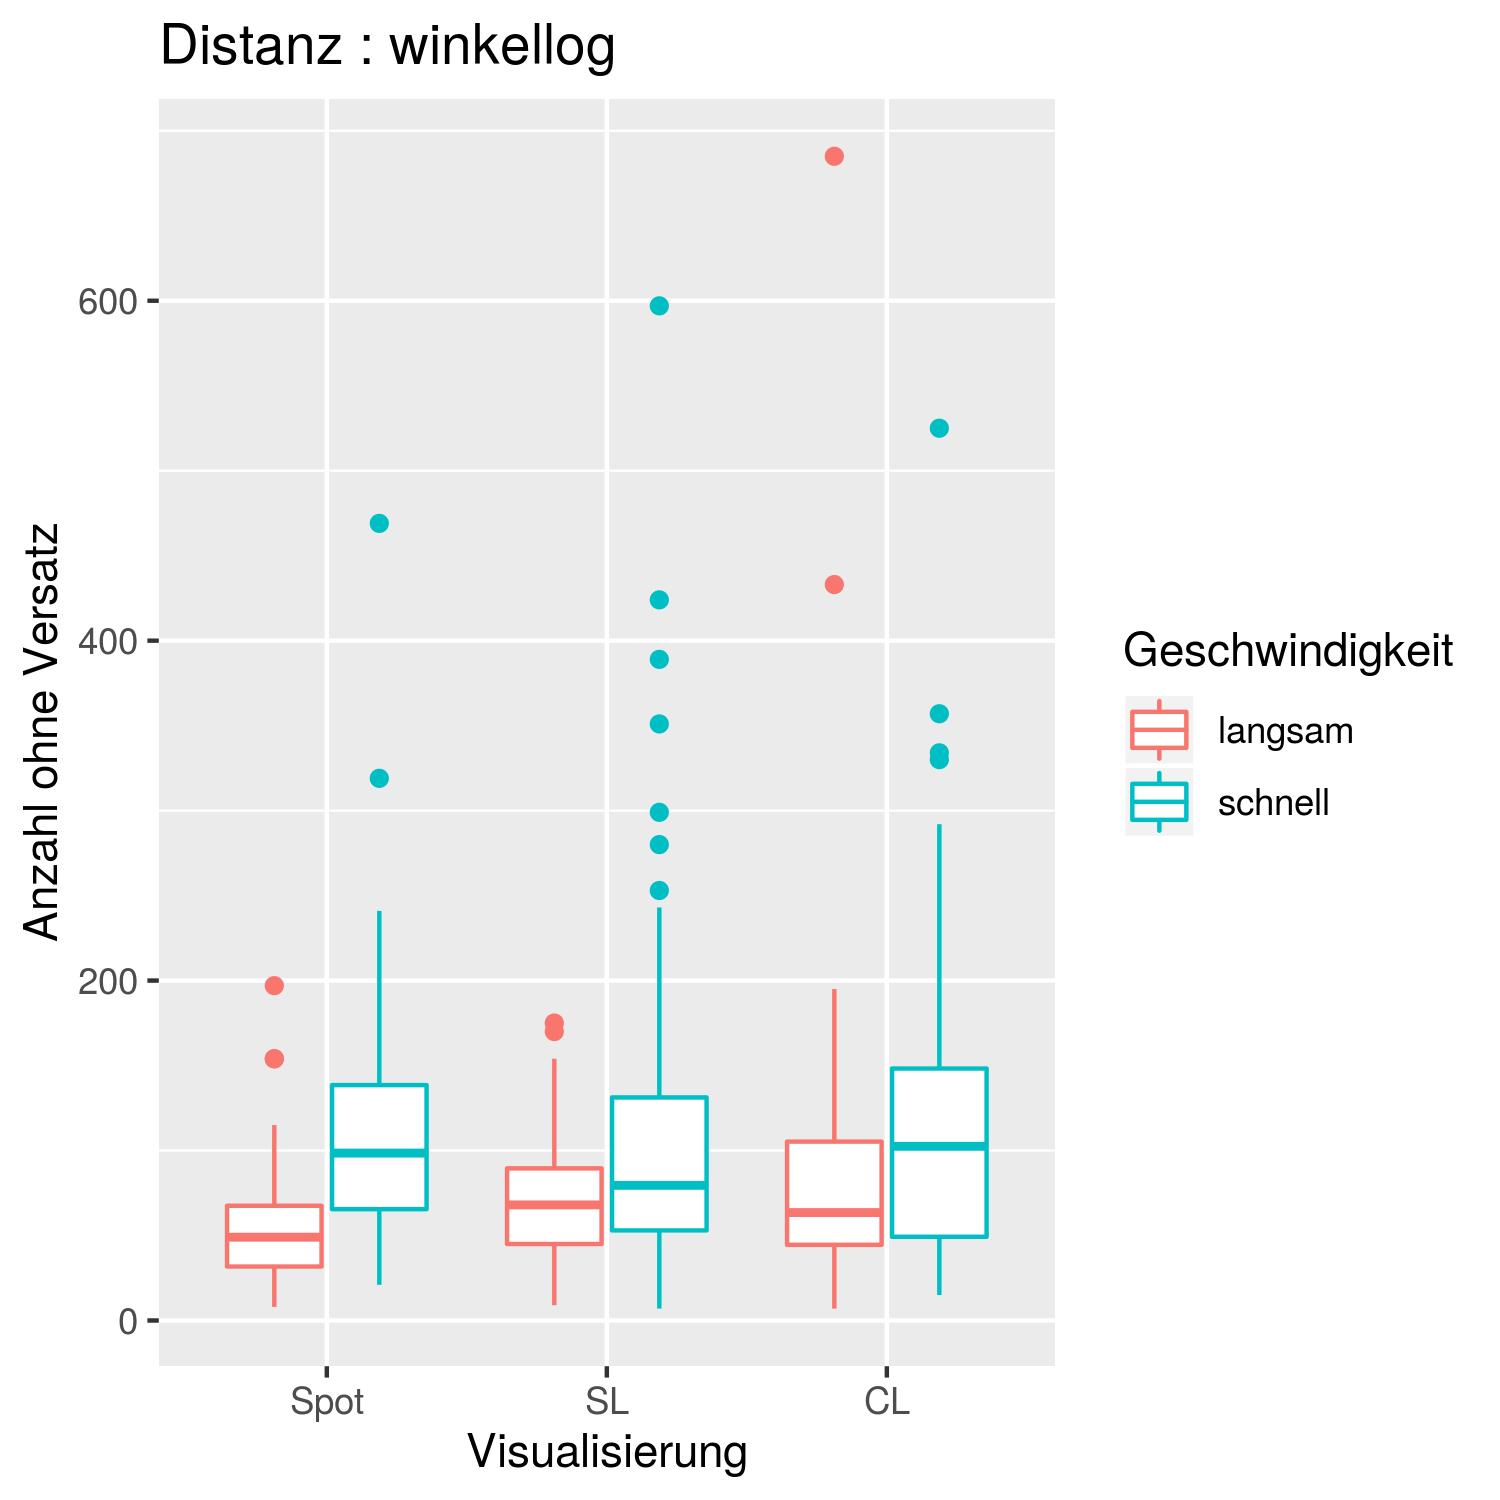 Distanz : winkellog
Anzahl ohne Versatz
600
400
200
0
Spot SL CL
Visualisierung
Geschwindigkeit
langsam
schnell